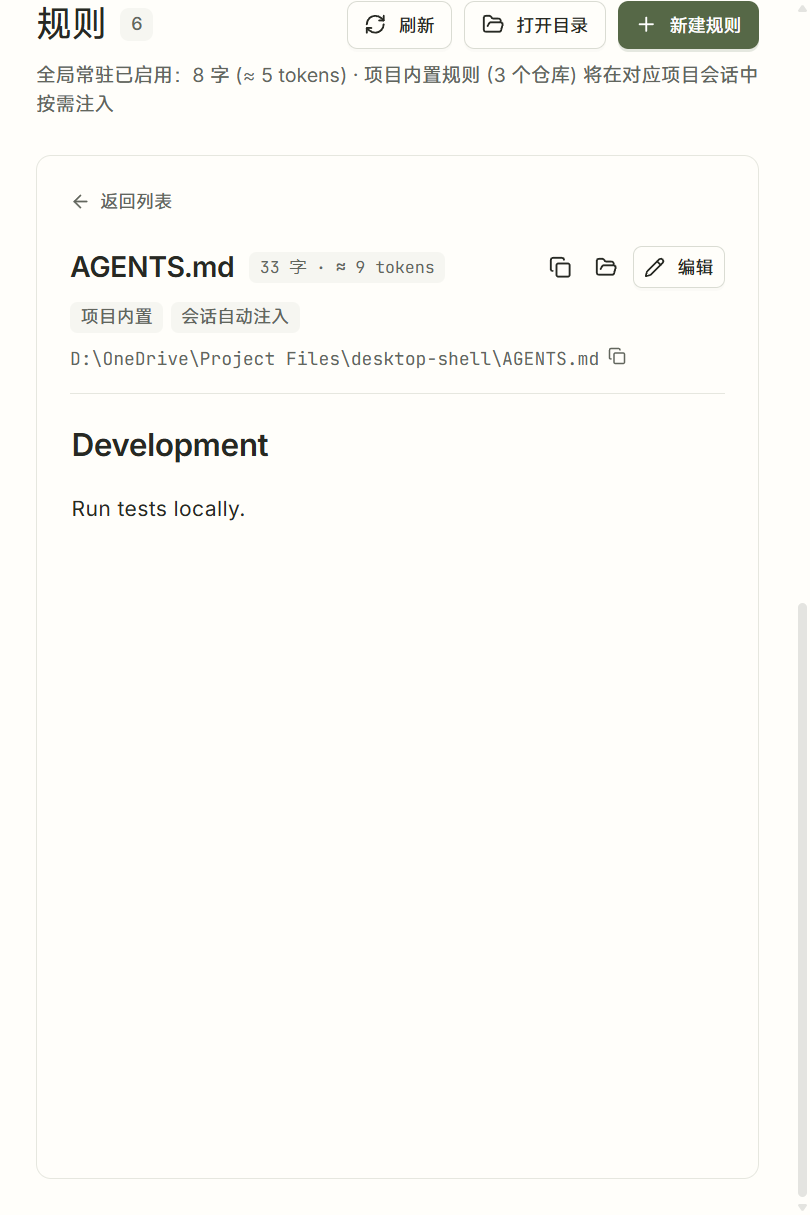 规则 6 刷新 打开目录 新建规则
全局常驻已启用：8 字 (≈ 5 tokens) · 项目内置规则 (3 个仓库) 将在对应项目会话中
按需注入
返回列表
AGENTS.md 33 字 · ≈ 9 tokens 编辑
项目内置 会话自动注入
D:\OneDrive\Project Files\desktop-shell\AGENTS.md
Development
Run tests locally.